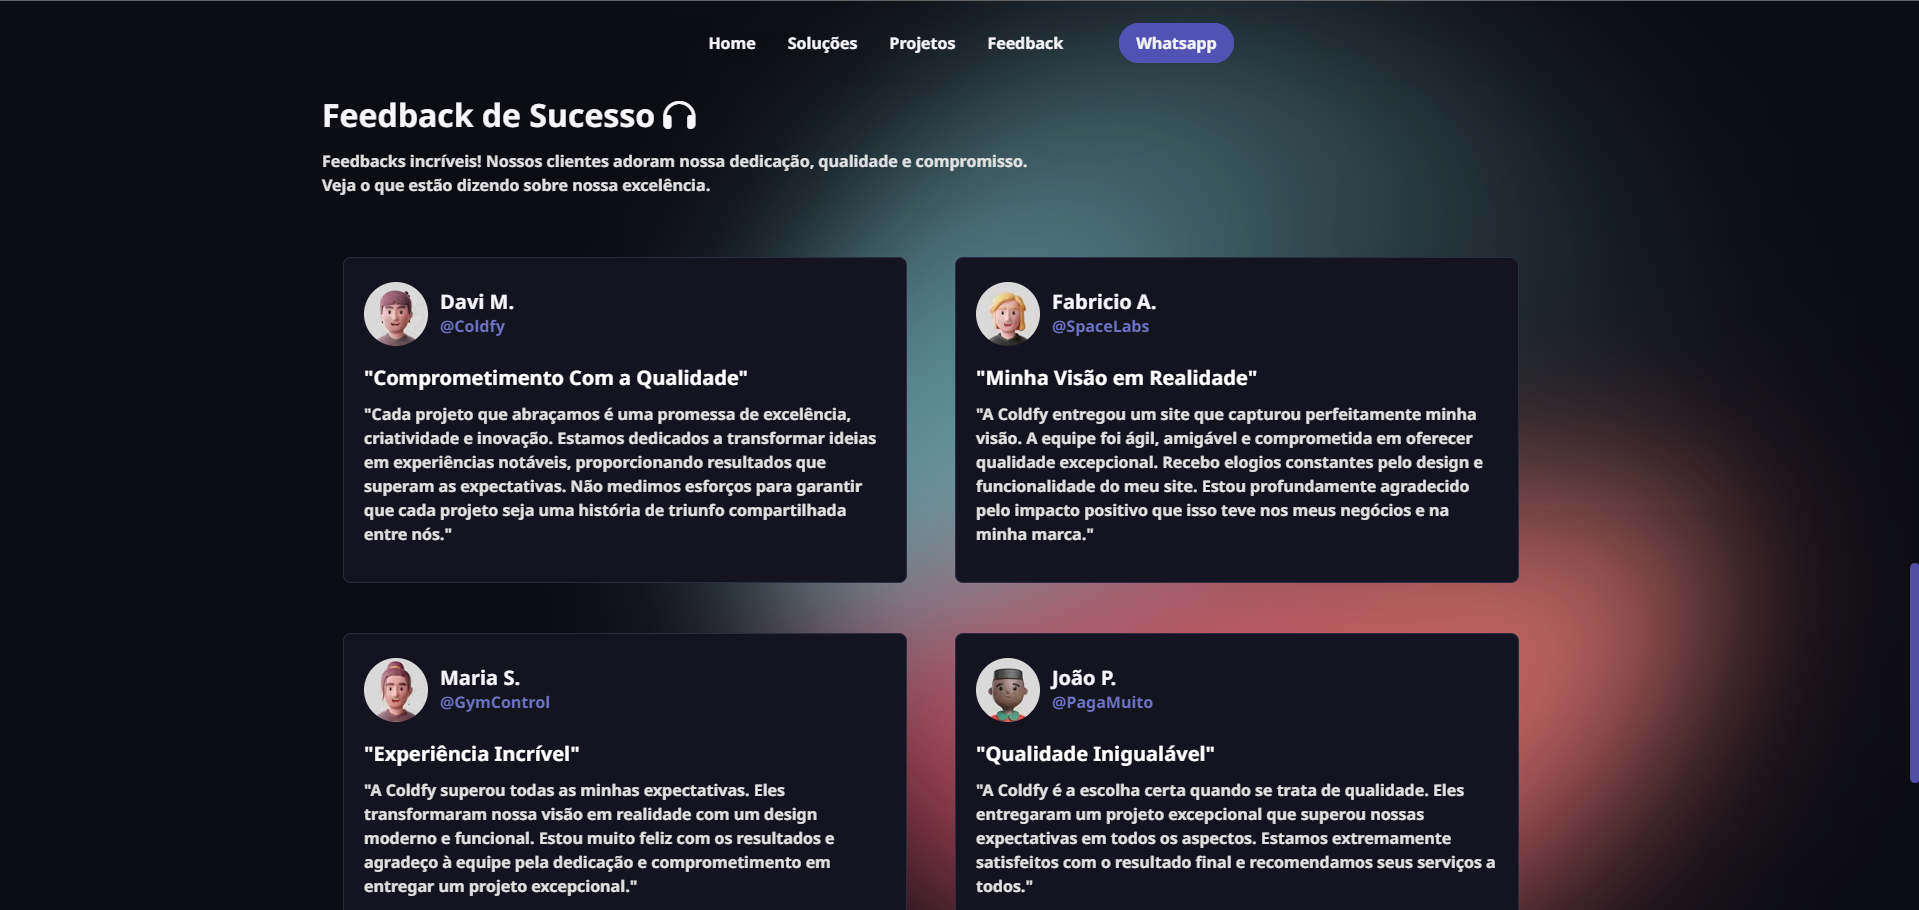 Home Soluções Projetos Feedback Whatsapp
Feedback de Sucesso
Feedbacks incríveis! Nossos clientes adoram nossa dedicação, qualidade e compromisso.
Veja o que estão dizendo sobre nossa excelência.
Davi M.
@Coldfy
"Comprometimento Com a Qualidade"
"Cada projeto que abraçamos é uma promessa de excelência,
criatividade e inovação. Estamos dedicados a transformar ideias
em experiências notáveis, proporcionando resultados que
superam as expectativas. Não medimos esforços para garantir
que cada projeto seja uma história de triunfo compartilhada
entre nós."
Fabricio A.
@SpaceLabs
"Minha Visão em Realidade"
"A Coldfy entregou um site que capturou perfeitamente minha
visão. A equipe foi ágil, amigável e comprometida em oferecer
qualidade excepcional. Recebo elogios constantes pelo design e
funcionalidade do meu site. Estou profundamente agradecido
pelo impacto positivo que isso teve nos meus negócios e na
minha marca."
Maria S.
@GymControl
"Experiência Incrível"
"A Coldfy superou todas as minhas expectativas. Eles
transformaram nossa visão em realidade com um design
moderno e funcional. Estou muito feliz com os resultados e
agradeço à equipe pela dedicação e comprometimento em
entregar um projeto excepcional."
João P.
@PagaMuito
"Qualidade Inigualável"
"A Coldfy é a escolha certa quando se trata de qualidade. Eles
entregaram um projeto excepcional que superou nossas
expectativas em todos os aspectos. Estamos extremamente
satisfeitos com o resultado final e recomendamos seus serviços a
todos."